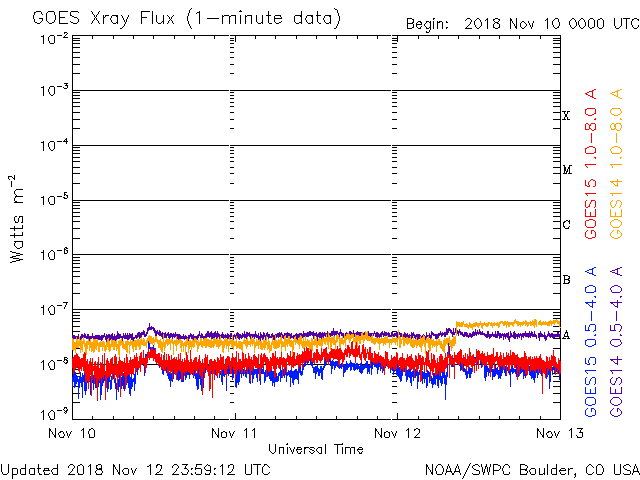 GOES Xray Flux (1-minute data)
Begin: 2018 Nov 10 0000 UTC
10⁻²
10⁻³
10⁻⁴
10⁻⁵
10⁻⁶
10⁻⁷
10⁻⁸
10⁻⁹
Watts m⁻²
X
M
C
B
A
GOES15 1.0-8.0 A
GOES14 1.0-8.0 A
GOES15 0.5-4.0 A
GOES14 0.5-4.0 A
Nov 10 Nov 11 Nov 12 Nov 13
Universal Time
Updated 2018 Nov 12 23:59:12 UTC
NOAA/SWPC Boulder, CO USA